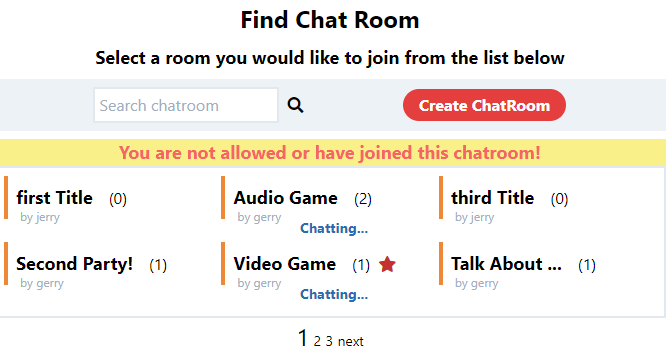 Find Chat Room
Select a room you would like to join from the list below
Search chatroom
Create ChatRoom
You are not allowed or have joined this chatroom!
first Title (0)
by jerry
Audio Game (2)
by gerry
Chatting...
third Title (0)
by jerry
Second Party! (1)
by gerry
Video Game (1)
by gerry
Chatting...
Talk About ... (1)
by gerry
1 2 3 next